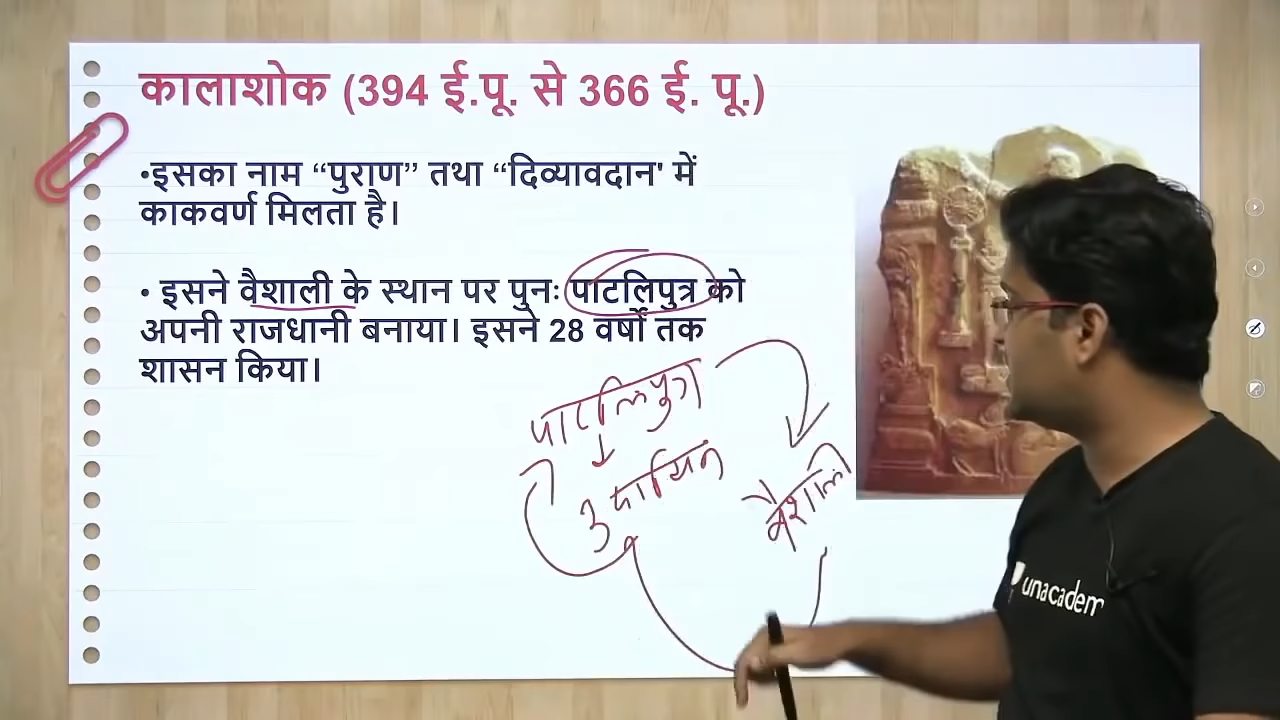 कालाशोक (394 ई.पू. से 366 ई. पू.)
•इसका नाम “पुराण” तथा “दिव्यावदान' में
काकवर्ण मिलता है।
• इसने वैशाली के स्थान पर पुनः पाटलिपुत्र को
अपनी राजधानी बनाया। इसने 28 वर्षों तक
शासन किया।
पाटलिपुत्र
उदायिन
वैशाली
unacadem